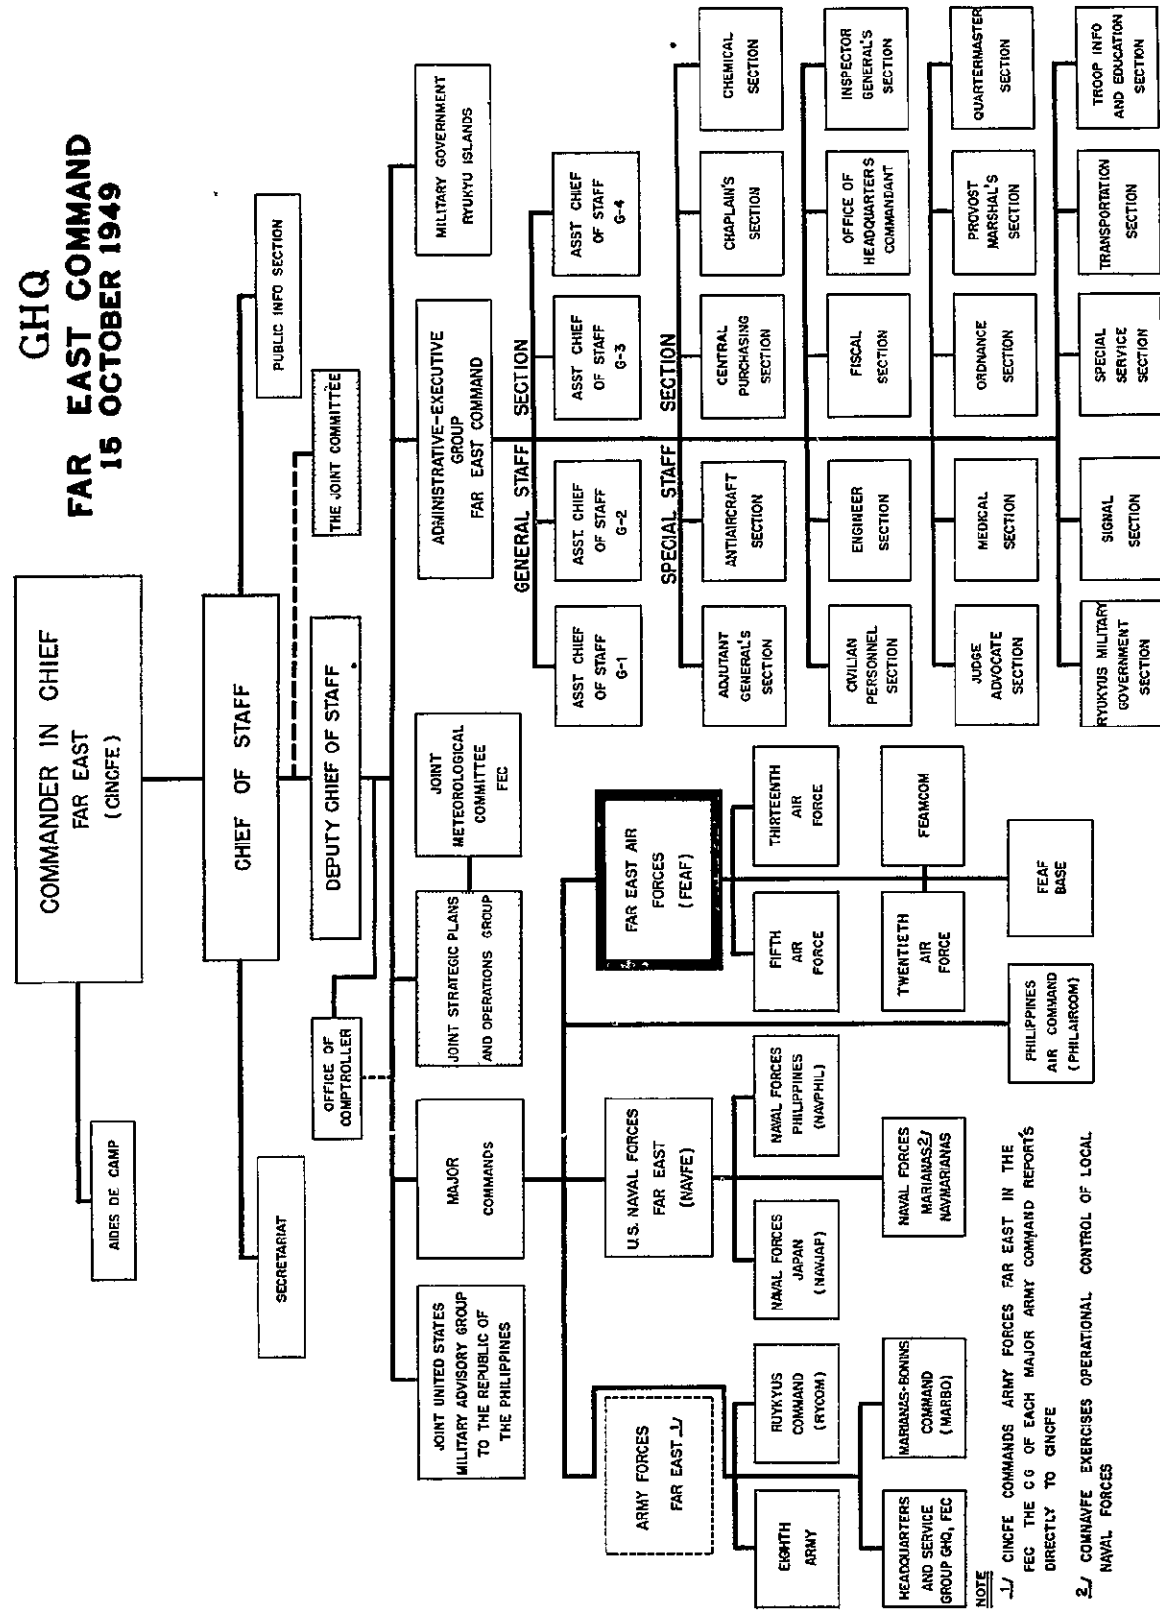 GHQ
FAR EAST COMMAND
15 OCTOBER 1949
COMMANDER IN CHIEF
FAR EAST
(CINCFE)
AIDES DE CAMP
CHIEF OF STAFF
SECRETARIAT
PUBLIC INFO SECTION
THE JOINT COMMITTEE
DEPUTY CHIEF OF STAFF
OFFICE OF
COMPTROLLER
JOINT UNITED STATES
MILITARY ADVISORY GROUP
TO THE REPUBLIC OF
THE PHILIPPINES
MAJOR
COMMANDS
JOINT STRATEGIC PLANS
AND OPERATIONS GROUP
JOINT
METEOROLOGICAL
COMMITTEE
FEC
ADMINISTRATIVE-EXECUTIVE
GROUP
FAR EAST COMMAND
MILITARY GOVERNMENT
RYUKYU ISLANDS
GENERAL STAFF SECTION
ASST CHIEF
OF STAFF
G-1
ASST. CHIEF
OF STAFF
G-2
ASST CHIEF
OF STAFF
G-3
ASST CHIEF
OF STAFF
G-4
SPECIAL STAFF SECTION
ADJUTANT
GENERAL'S
SECTION
ANTIAIRCRAFT
SECTION
CENTRAL
PURCHASING
SECTION
CHAPLAIN'S
SECTION
CHEMICAL
SECTION
CIVILIAN
PERSONNEL
SECTION
ENGINEER
SECTION
FISCAL
SECTION
OFFICE OF
HEADQUARTERS
COMMANDANT
INSPECTOR
GENERAL'S
SECTION
JUDGE
ADVOCATE
SECTION
MEDICAL
SECTION
ORDNANCE
SECTION
PROVOST
MARSHAL'S
SECTION
QUARTERMASTER
SECTION
RYUKYUS MILITARY
GOVERNMENT
SECTION
SIGNAL
SECTION
SPECIAL
SERVICE
SECTION
TRANSPORTATION
SECTION
TROOP INFO
AND EDUCATION
SECTION
ARMY FORCES
FAR EAST 1/
U.S. NAVAL FORCES
FAR EAST
(NAVFE)
FAR EAST AIR
FORCES
(FEAF)
EIGHTH
ARMY
RUYKYUS
COMMAND
(RYCOM)
HEADQUARTERS
AND SERVICE
GROUP GHQ, FEC
MARIANAS-BONINS
COMMAND
(MARBO)
NAVAL FORCES
JAPAN
(NAVJAP)
NAVAL FORCES
PHILIPPINES
(NAVPHIL)
NAVAL FORCES
MARIANAS 2/
NAVMARIANAS
PHILIPPINES
AIR COMMAND
(PHILAIRCOM)
FIFTH
AIR
FORCE
THIRTEENTH
AIR
FORCE
TWENTIETH
AIR
FORCE
FEAMCOM
FEAF
BASE
NOTE
1/ CINCFE COMMANDS ARMY FORCES FAR EAST IN THE
FEC THE C G OF EACH MAJOR ARMY COMMAND REPORTS
DIRECTLY TO CINCFE
2/ COMNAVFE EXERCISES OPERATIONAL CONTROL OF LOCAL
NAVAL FORCES